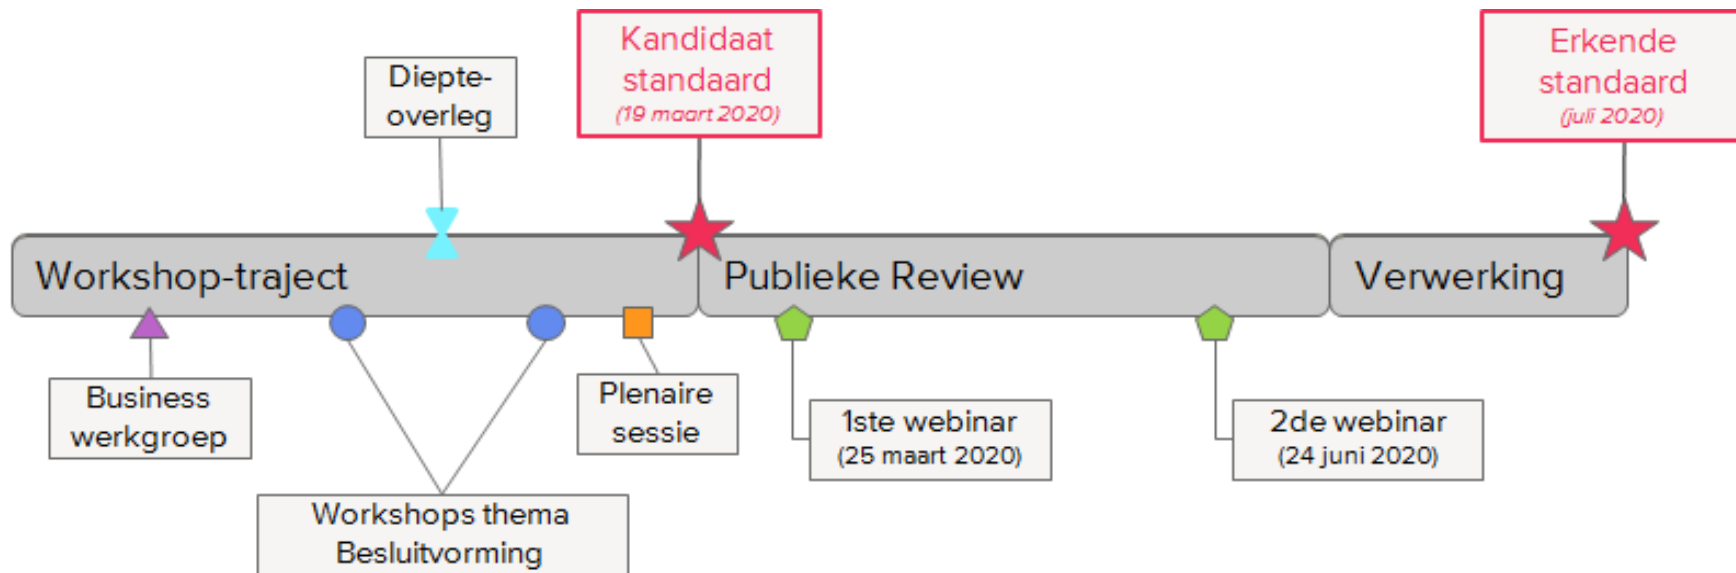 Kandidaat
standaard
(19 maart 2020)
Erkende
standaard
(juli 2020)
Diepte-
overleg
Workshop-traject
Publieke Review
Verwerking
Business
werkgroep
Plenaire
sessie
1ste webinar
(25 maart 2020)
2de webinar
(24 juni 2020)
Workshops thema
Besluitvorming